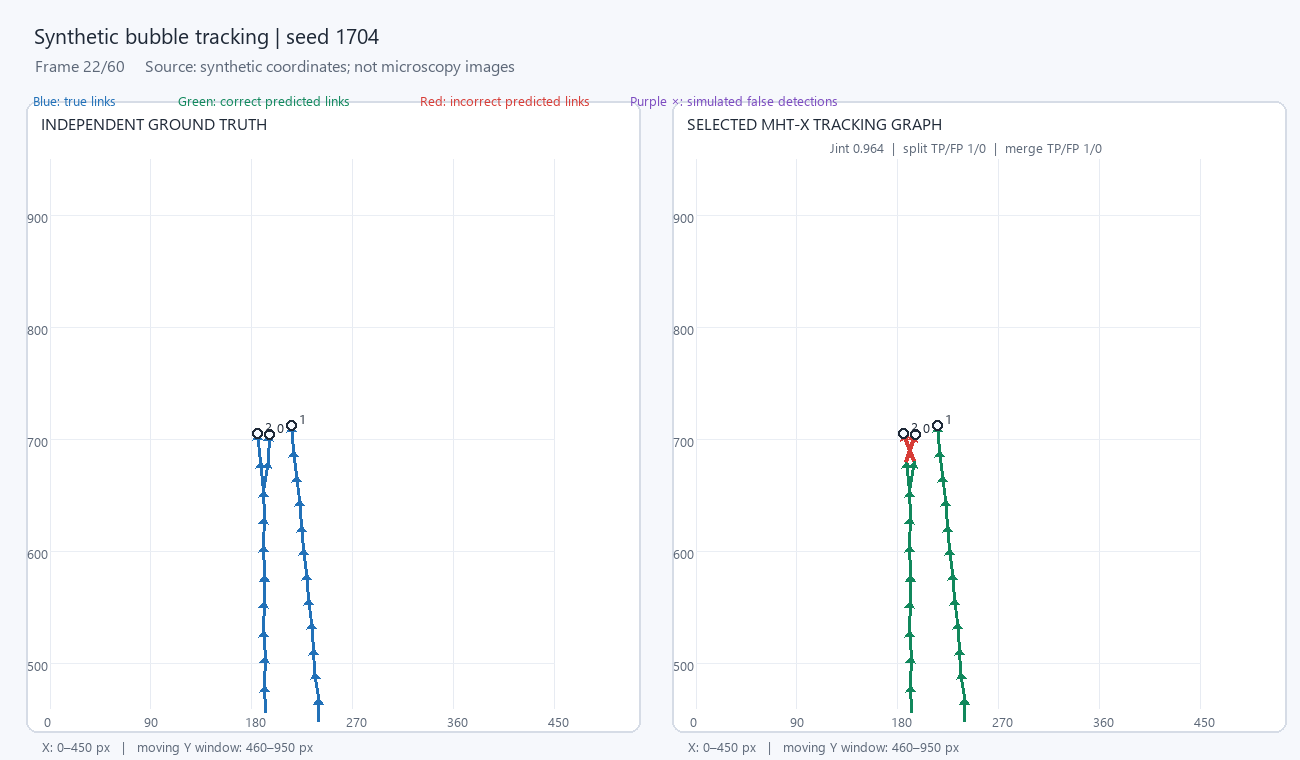 Synthetic bubble tracking | seed 1704
Frame 22/60 Source: synthetic coordinates; not microscopy images
Blue: true links Green: correct predicted links Red: incorrect predicted links Purple ×: simulated false detections
INDEPENDENT GROUND TRUTH
900
800
700
600
500
2 0 1
0 90 180 270 360 450
X: 0–450 px | moving Y window: 460–950 px
SELECTED MHT-X TRACKING GRAPH
Jint 0.964 | split TP/FP 1/0 | merge TP/FP 1/0
900
800
700
600
500
2 0 1
0 90 180 270 360 450
X: 0–450 px | moving Y window: 460–950 px